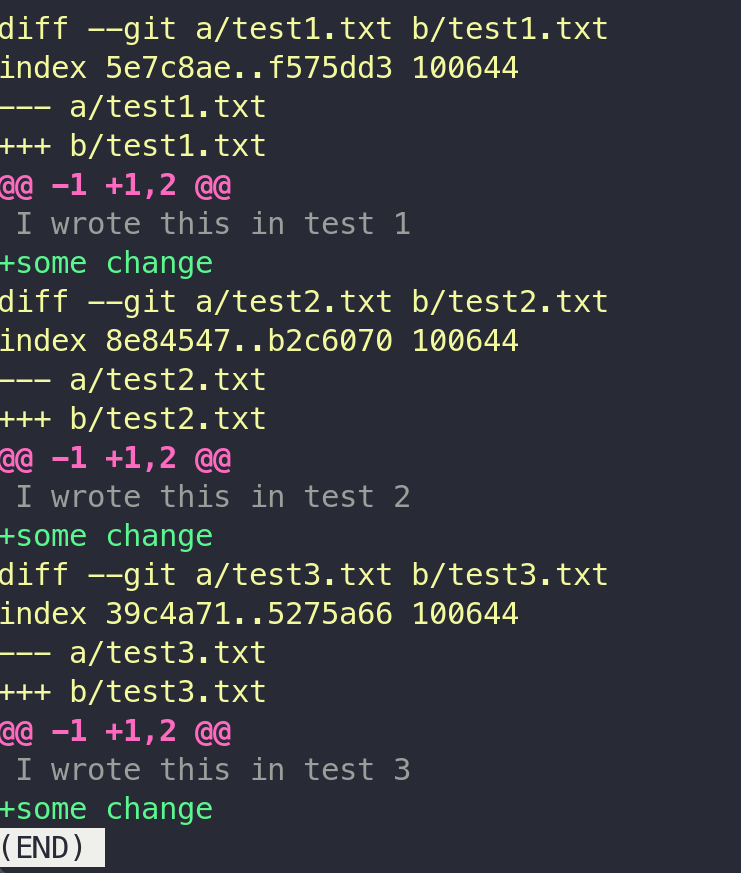 diff --git a/test1.txt b/test1.txt
index 5e7c8ae..f575dd3 100644
--- a/test1.txt
+++ b/test1.txt
@@ -1 +1,2 @@
 I wrote this in test 1
+some change
diff --git a/test2.txt b/test2.txt
index 8e84547..b2c6070 100644
--- a/test2.txt
+++ b/test2.txt
@@ -1 +1,2 @@
 I wrote this in test 2
+some change
diff --git a/test3.txt b/test3.txt
index 39c4a71..5275a66 100644
--- a/test3.txt
+++ b/test3.txt
@@ -1 +1,2 @@
 I wrote this in test 3
+some change
(END)